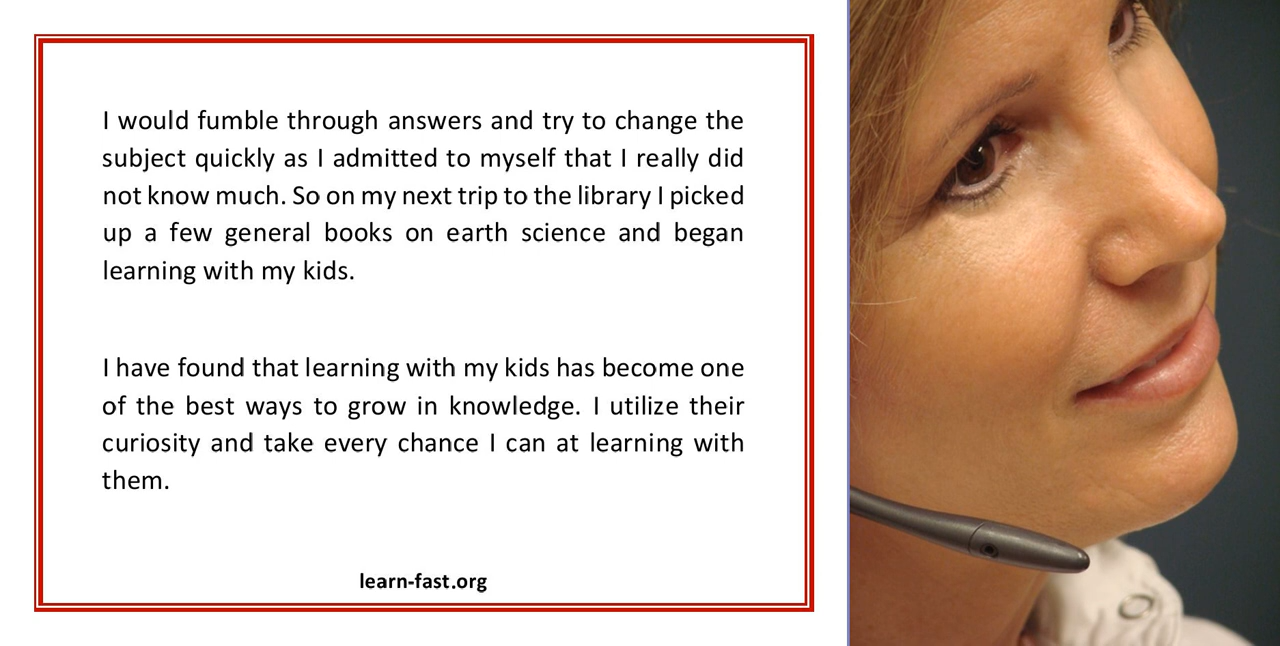 I would fumble through answers and try to change the
subject quickly as I admitted to myself that I really did
not know much. So on my next trip to the library I picked
up a few general books on earth science and began
learning with my kids.
I have found that learning with my kids has become one
of the best ways to grow in knowledge. I utilize their
curiosity and take every chance I can at learning with
them.
learn-fast.org